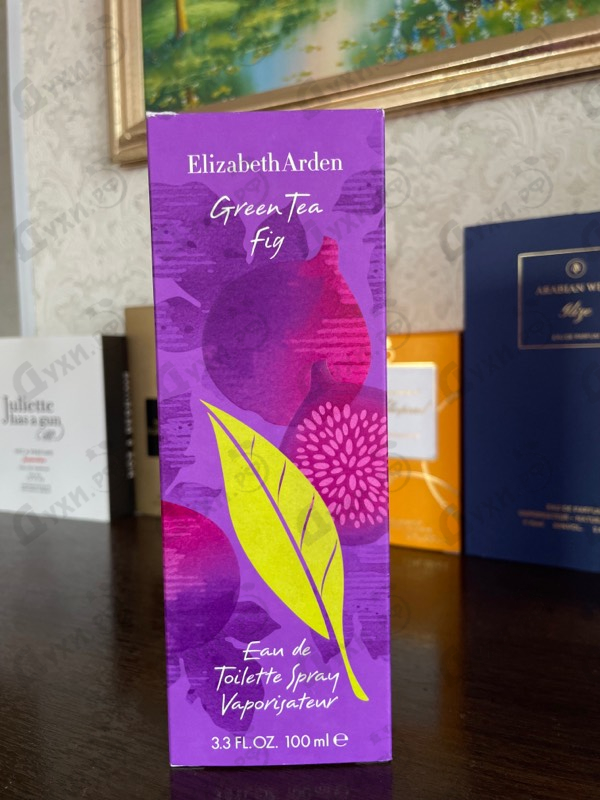 ElizabethArden
Green Tea
Fig
Eau de
Toilette Spray
Vaporisateur
3.3 FL.OZ. 100 ml ℮
Juliette
has a gun
ARABIAN
духи.рф